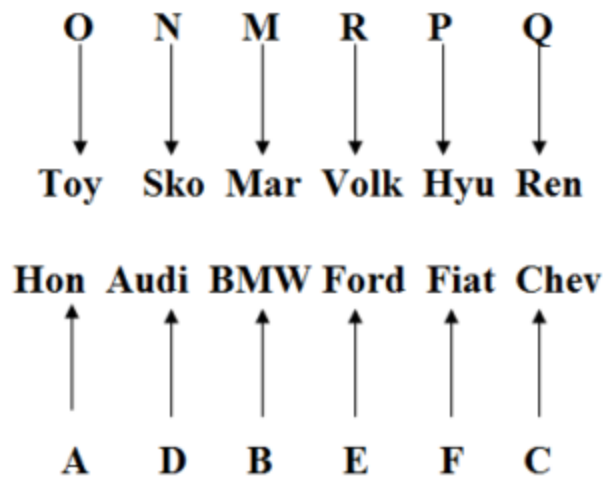 O N M R P Q
Toy Sko Mar Volk Hyu Ren
Hon Audi BMW Ford Fiat Chev
A D B E F C